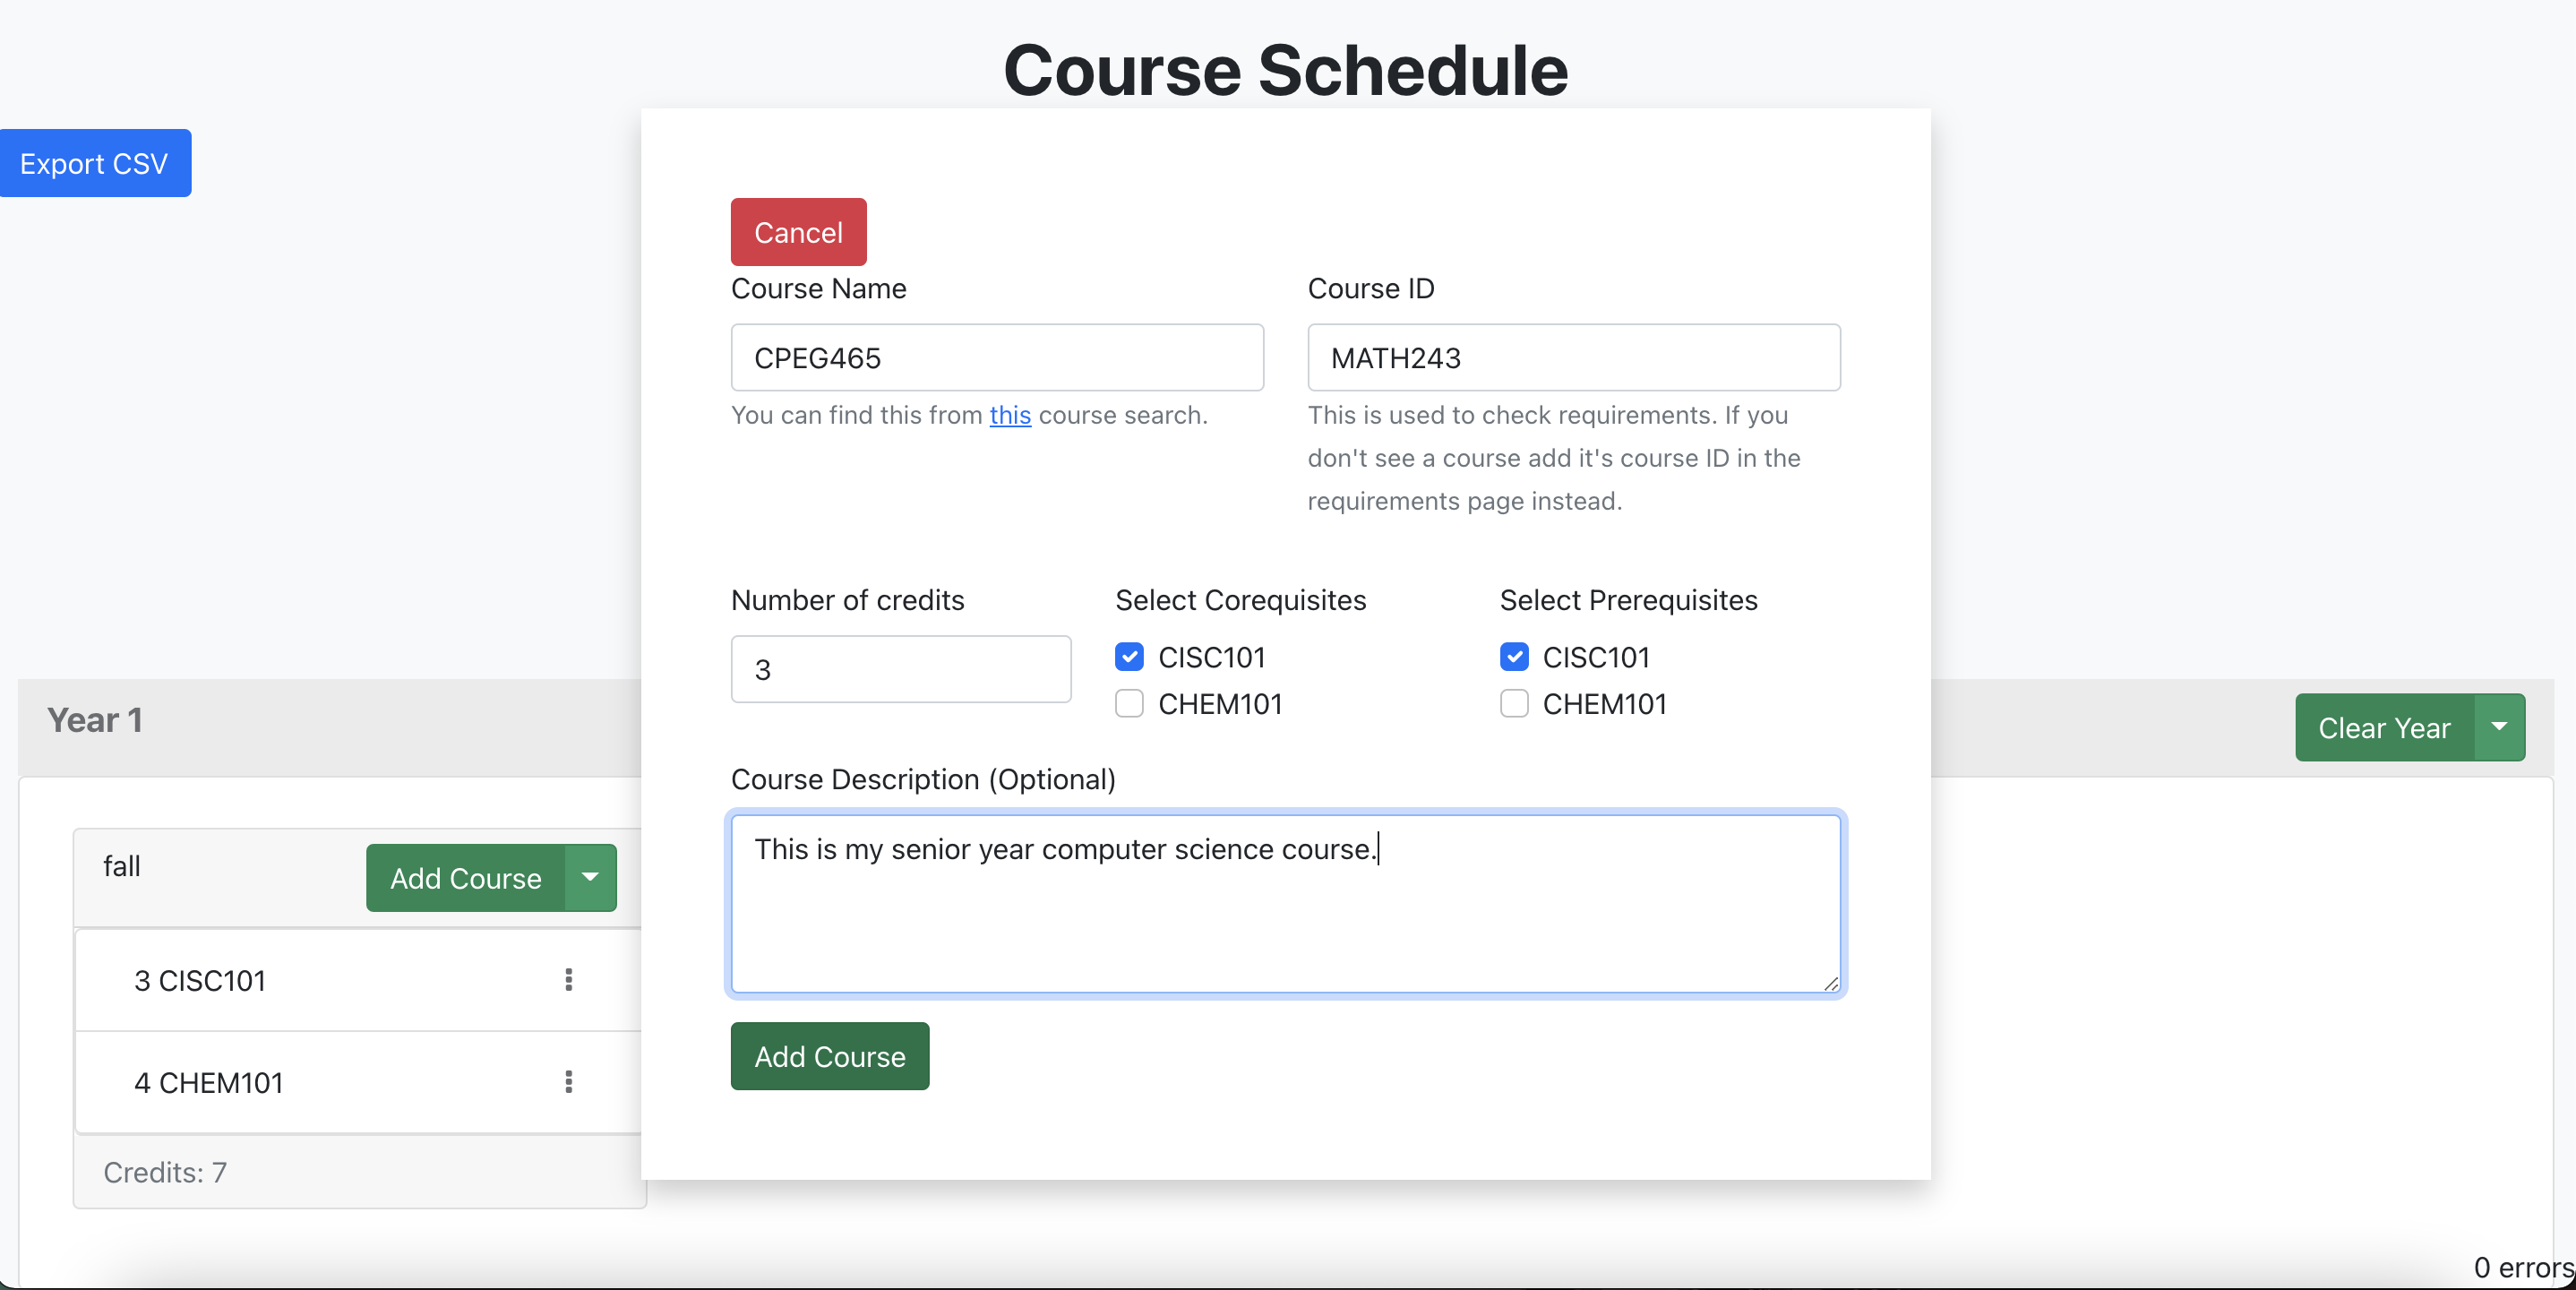 Course Schedule
Export CSV
Cancel
Course Name
Course ID
CPEG465
MATH243
You can find this from this course search.
This is used to check requirements. If you
don't see a course add it's course ID in the
requirements page instead.
Number of credits
Select Corequisites
Select Prerequisites
3
CISC101
CISC101
CHEM101
CHEM101
Year 1
Clear Year
Course Description (Optional)
This is my senior year computer science course.
fall
Add Course
3 CISC101
4 CHEM101
Add Course
Credits: 7
0 errors